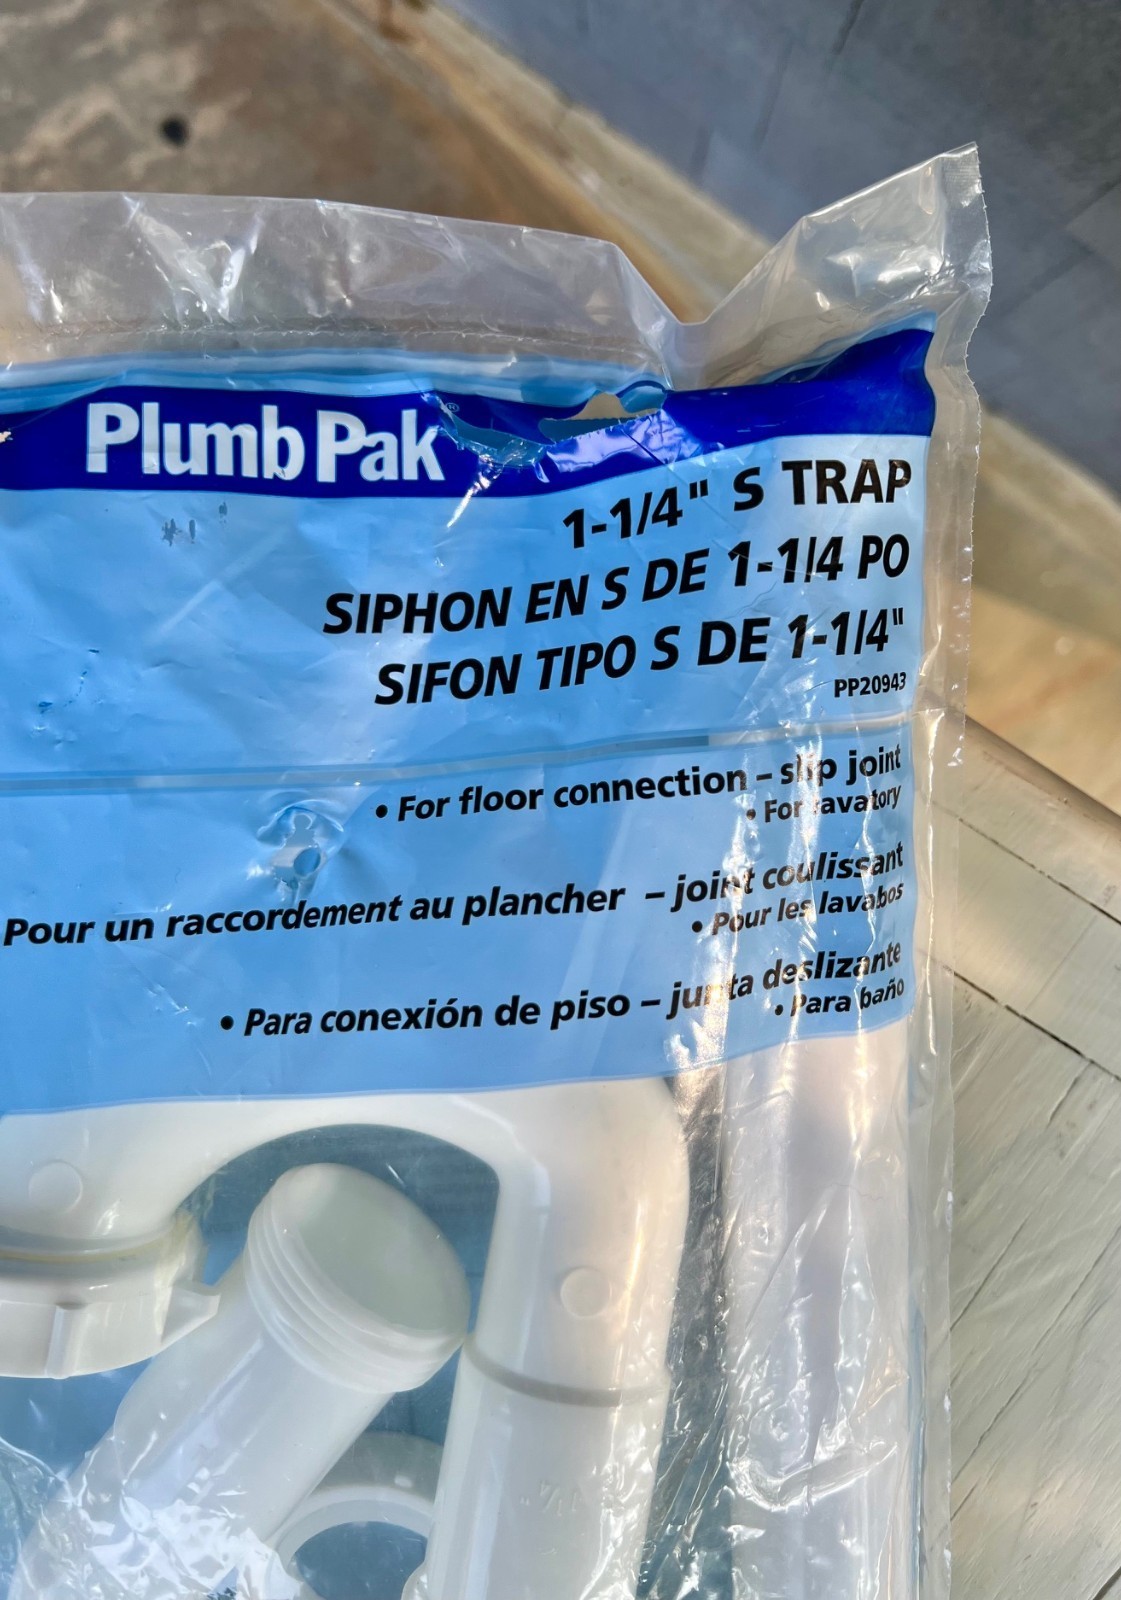 Plumb Pak®
1-1/4" S TRAP
SIPHON EN S DE 1-1/4 PO
SIFON TIPO S DE 1-1/4"
PP20943
• For floor connection – slip joint
• For lavatory
Pour un raccordement au plancher – joint coulissant
• Pour les lavabos
• Para conexión de piso – junta deslizante
• Para baño